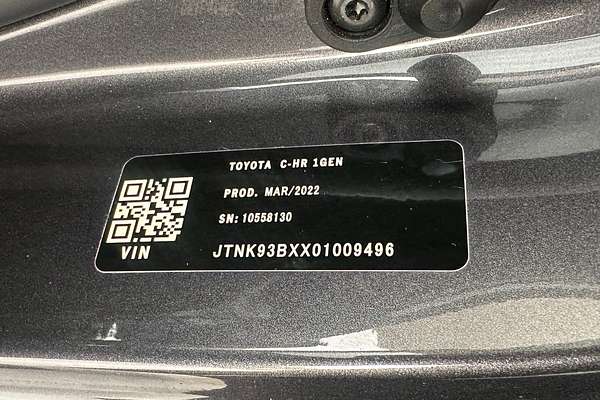 TOYOTA C-HR 1GEN
PROD. MAR/2022
SN: 10558130
VIN
JTNK93BXX01009496